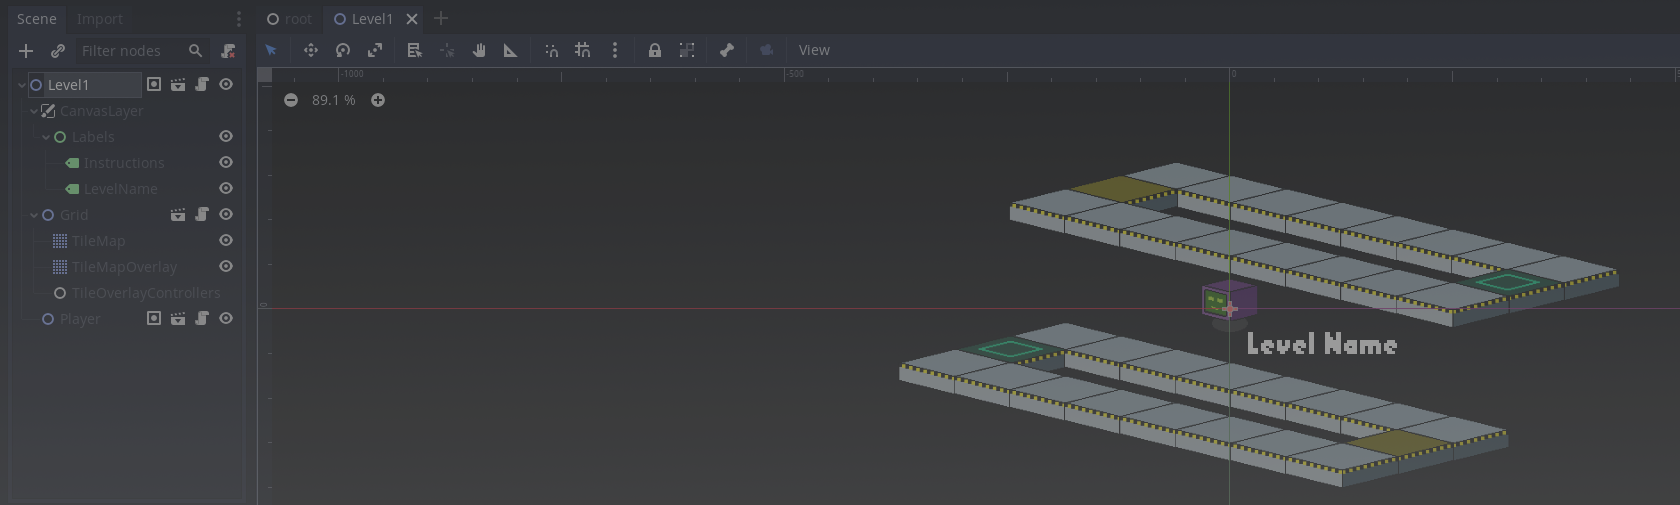 Scene Import
root Level1
Filter nodes
View
-1000 -500 0
Level1
89.1 %
CanvasLayer
Labels
Instructions
LevelName
Grid
TileMap
TileMapOverlay
TileOverlayControllers
0
Player
Level Name